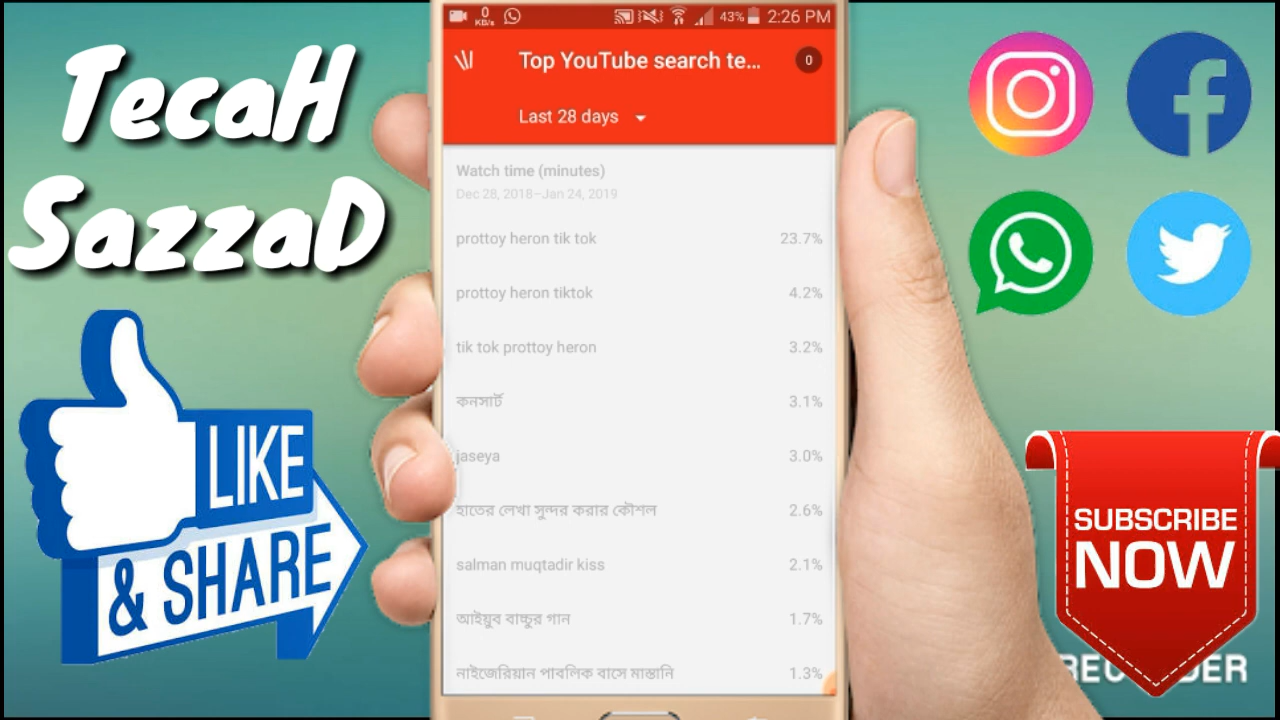 TecaH
SazzaD
LIKE
& SHARE
0
KB/s
43%
2:26 PM
Top YouTube search te...
0
Last 28 days
Watch time (minutes)
Dec 28, 2018–Jan 24, 2019
prottoy heron tik tok 23.7%
prottoy heron tiktok 4.2%
tik tok prottoy heron 3.2%
কনসার্ট 3.1%
jaseya 3.0%
হাতের লেখা সুন্দর করার কৌশল 2.6%
salman muqtadir kiss 2.1%
আইয়ুব বাচ্চুর গান 1.7%
নাইজেরিয়ান পাবলিক বাসে মাস্তানি 1.3%
SUBSCRIBE
NOW